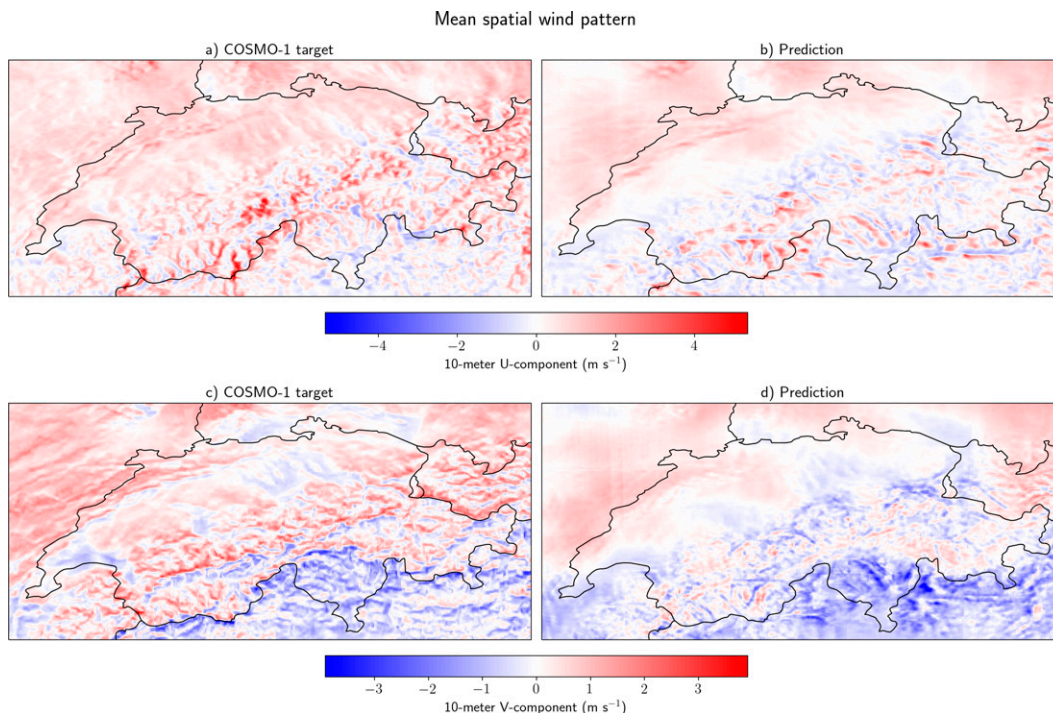 Mean spatial wind pattern
a) COSMO-1 target
b) Prediction
−4 −2 0 2 4
10-meter U-component (m s⁻¹)
c) COSMO-1 target
d) Prediction
−3 −2 −1 0 1 2 3
10-meter V-component (m s⁻¹)